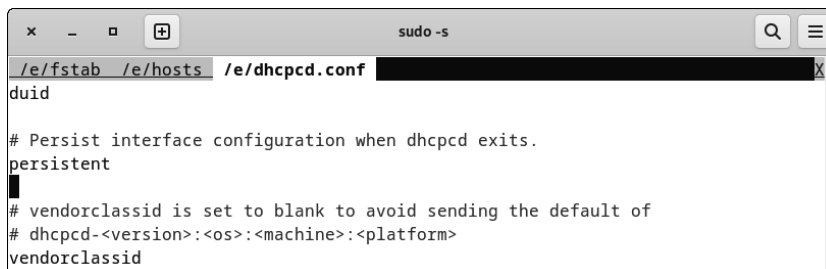 sudo -s
/e/fstab /e/hosts /e/dhcpcd.conf X
duid
# Persist interface configuration when dhcpcd exits.
persistent
# vendorclassid is set to blank to avoid sending the default of
# dhcpcd-<version>:<os>:<machine>:<platform>
vendorclassid